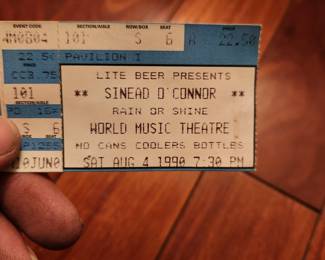 EVENT CODE SECTION/AISLE ROW/BOX SEAT
AM0804 101 S 6 A 22.50
22.50 PAVILION I
LITE BEER PRESENTS
101 ** SINEAD O'CONNOR **
RAIN OR SHINE
S 6 WORLD MUSIC THEATRE
NO CANS COOLERS BOTTLES
SAT AUG 4 1990 7:30 PM